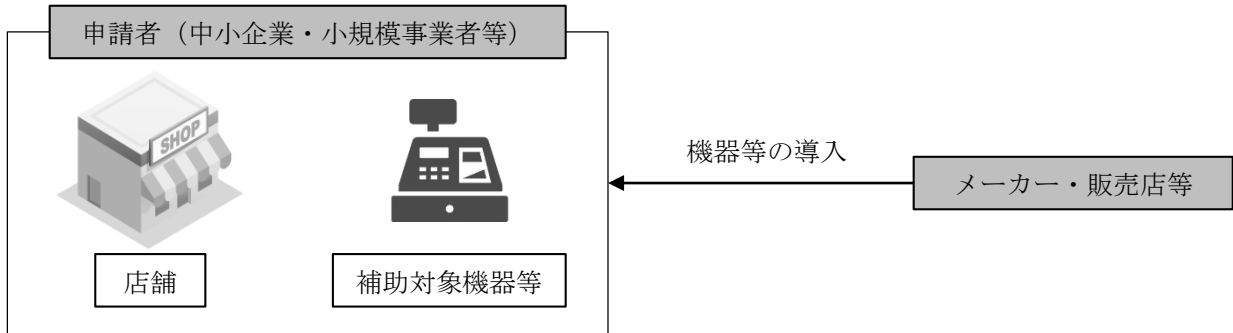 申請者（中小企業・小規模事業者等）
SHOP
機器等の導入
メーカー・販売店等
店舗
補助対象機器等